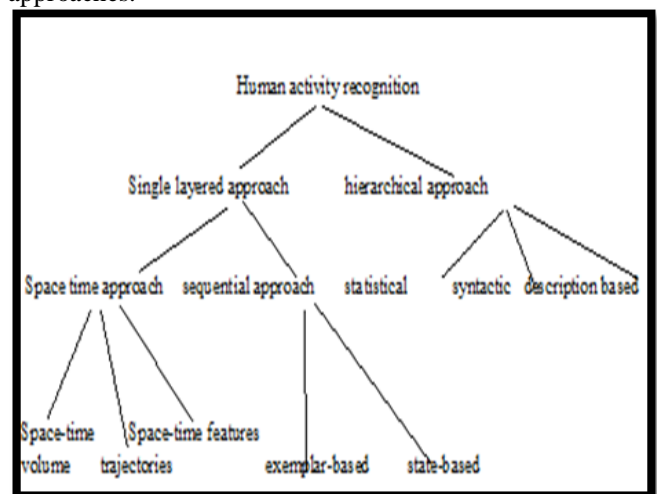 approaches.
Human activity recognition
Single layered approach hierarchical approach
Space time approach sequential approach statistical syntactic description based
Space-time Space-time features
volume trajectories exemplar-based state-based